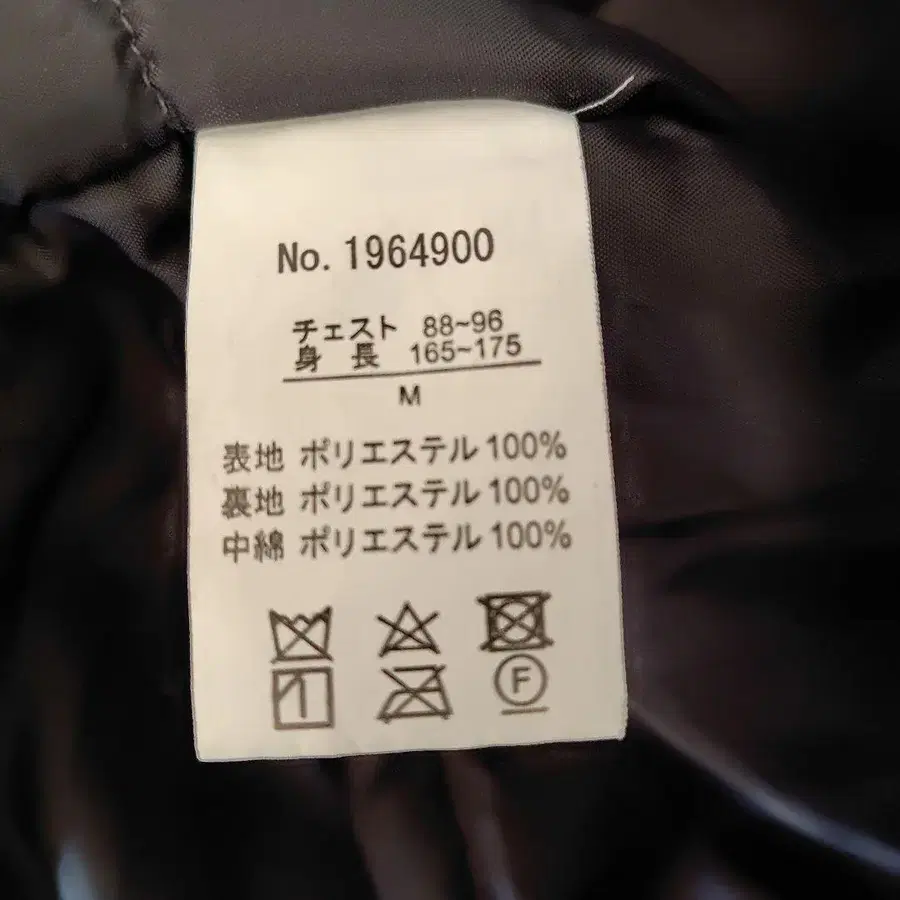 No. 1964900
チェスト 88~96
身 長 165~175
M
表地 ポリエステル 100%
裏地 ポリエステル 100%
中綿 ポリエステル 100%
F